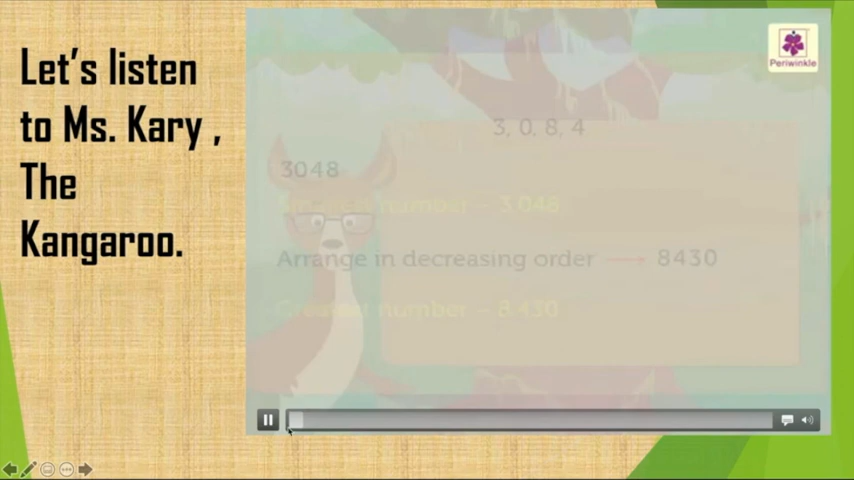 Let's listen
to Ms. Kary ,
The
Kangaroo.
Periwinkle
3, 0, 8, 4
3048
Smallest number – 3,048
Arrange in decreasing order → 8430
Greatest number – 8,430